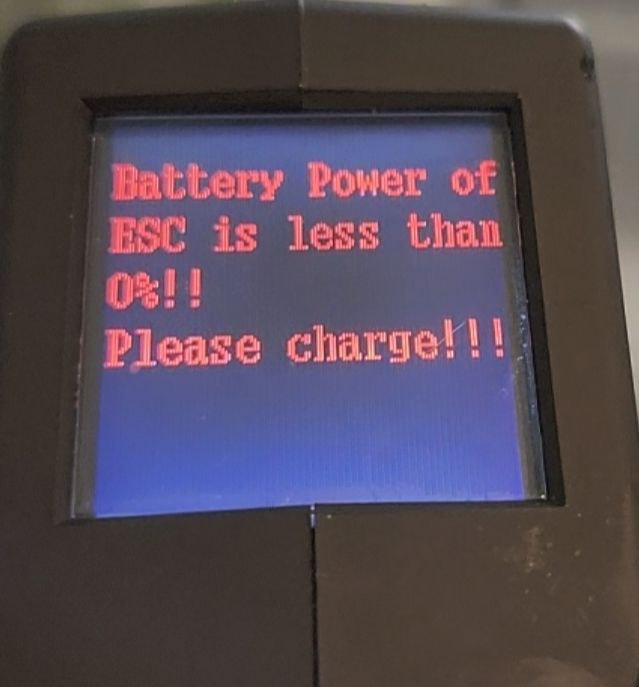 Battery Power of
ESC is less than
0%!!
Please charge!!!